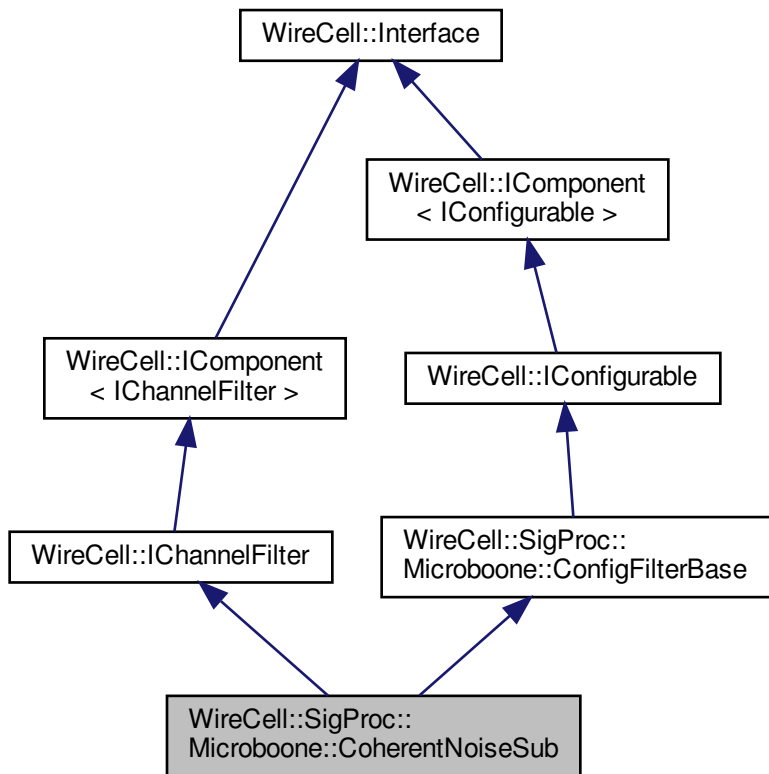 WireCell::Interface
WireCell::IComponent
< IConfigurable >
WireCell::IComponent
< IChannelFilter >
WireCell::IConfigurable
WireCell::IChannelFilter
WireCell::SigProc::
Microboone::ConfigFilterBase
WireCell::SigProc::
Microboone::CoherentNoiseSub